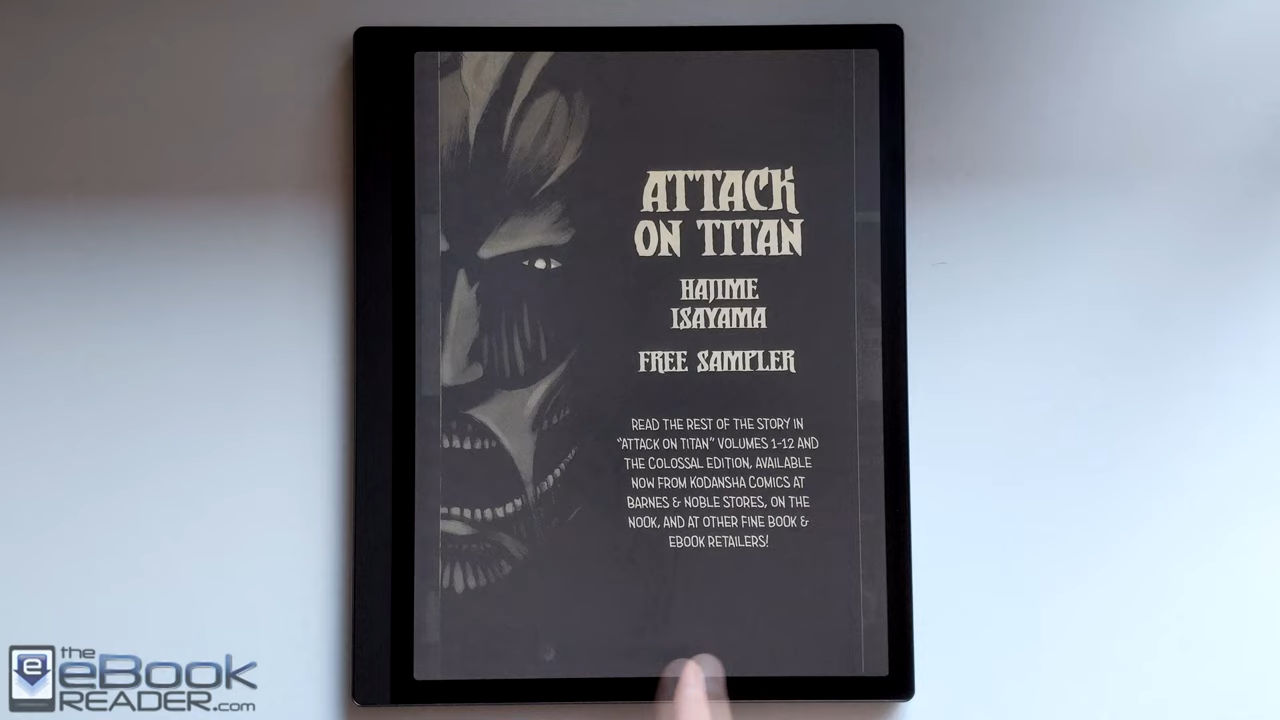 ATTACK
ON TITAN
HAJIME
ISAYAMA
FREE SAMPLER
READ THE REST OF THE STORY IN
"ATTACK ON TITAN" VOLUMES 1-12 AND
THE COLOSSAL EDITION, AVAILABLE
NOW FROM KODANSHA COMICS AT
BARNES & NOBLE STORES, ON THE
NOOK, AND AT OTHER FINE BOOK &
EBOOK RETAILERS!
e the
eBook
READER.com